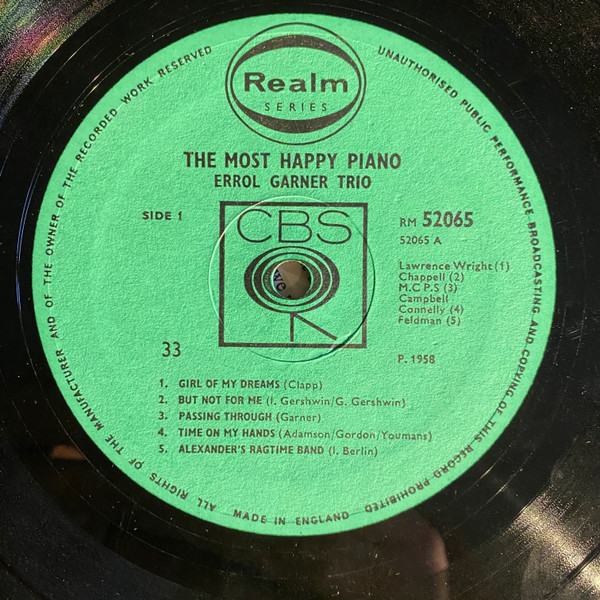 Realm
SERIES
THE MOST HAPPY PIANO
ERROL GARNER TRIO
SIDE 1
CBS
RM 52065
52065 A
Lawrence Wright (1)
Chappell (2)
M.C.P.S (3)
Campbell
Connelly (4)
Feldman (5)
33
P. 1958
1. GIRL OF MY DREAMS (Clapp)
2. BUT NOT FOR ME (I. Gershwin/G. Gershwin)
3. PASSING THROUGH (Garner)
4. TIME ON MY HANDS (Adamson/Gordon/Youmans)
5. ALEXANDER'S RAGTIME BAND (I. Berlin)
ALL RIGHTS OF THE MANUFACTURER AND OF THE OWNER OF THE RECORDED WORK RESERVED
UNAUTHORISED PUBLIC PERFORMANCE BROADCASTING AND COPYING OF THIS RECORD PROHIBITED
MADE IN ENGLAND